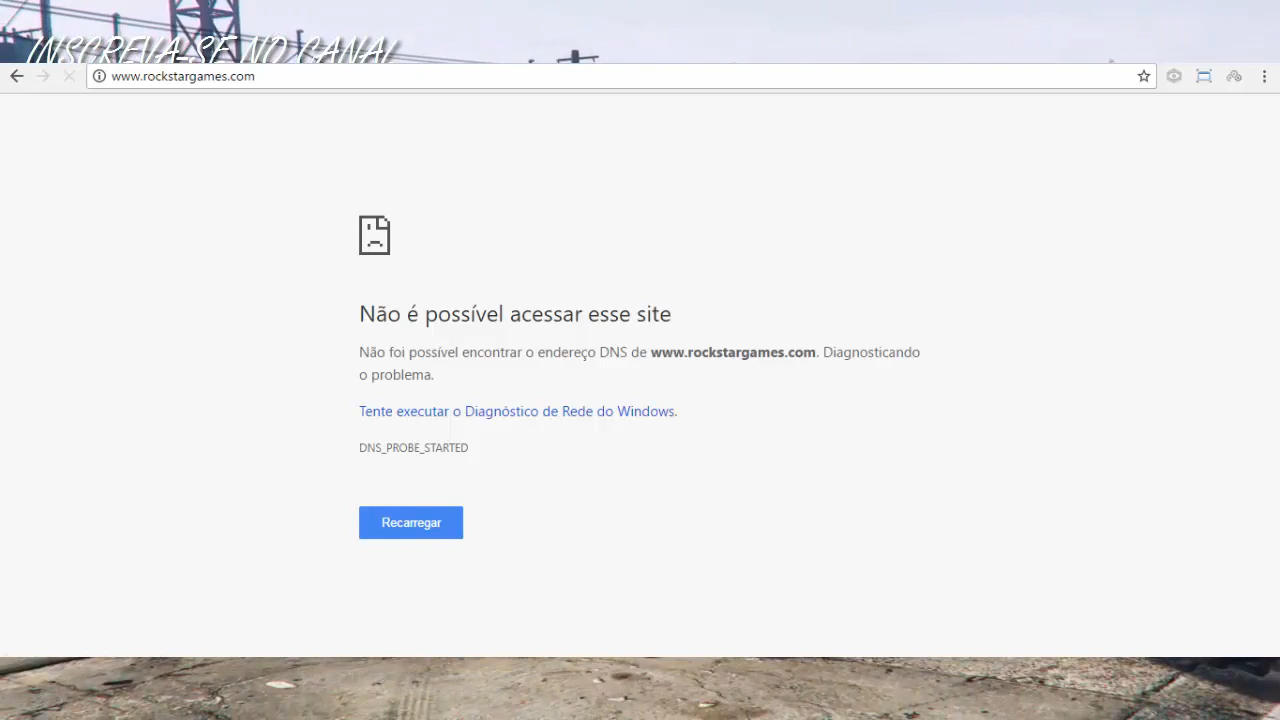 INSCREVA-SE NO CANAL
www.rockstargames.com
Não é possível acessar esse site
Não foi possível encontrar o endereço DNS de www.rockstargames.com. Diagnosticando
o problema.
Tente executar o Diagnóstico de Rede do Windows.
DNS_PROBE_STARTED
Recarregar